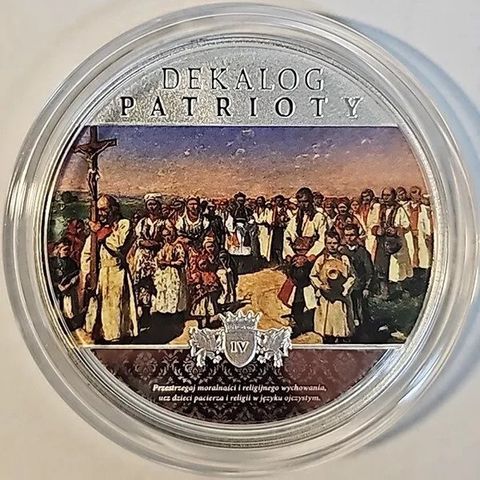 DEKALOG
PATRIOTY
IV
Przestrzegaj moralności i religijnego wychowania,
ucz dzieci pacierza i religii w języku ojczystym.